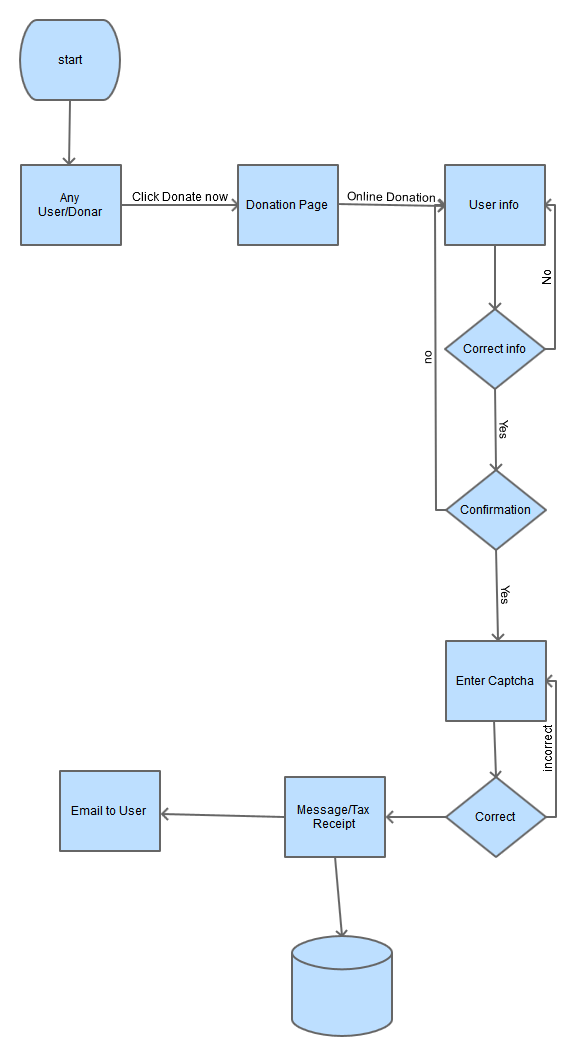 start
Any
User/Donar
Click Donate now
Donation Page
Online Donation
User info
No
Correct info
no
Yes
Confirmation
Yes
Enter Captcha
incorrect
Correct
Message/Tax
Receipt
Email to User